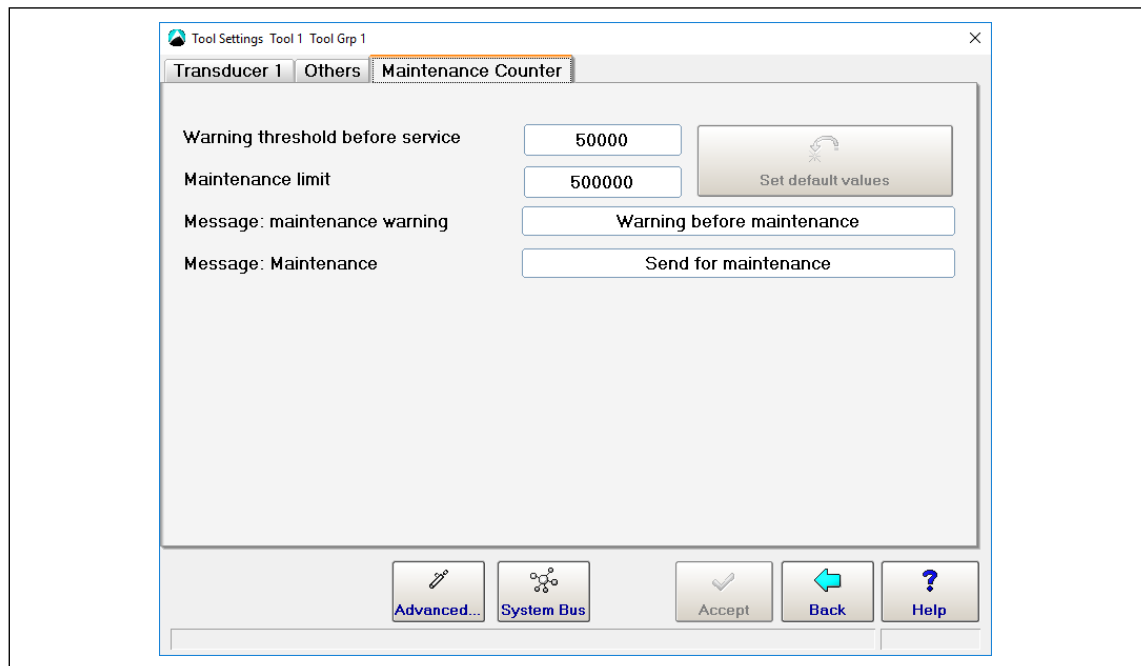 Tool Settings Tool 1 Tool Grp 1
Transducer 1 Others Maintenance Counter
Warning threshold before service 50000
Set default values
Maintenance limit 500000
Message: maintenance warning Warning before maintenance
Message: Maintenance Send for maintenance
Advanced... System Bus Accept Back Help